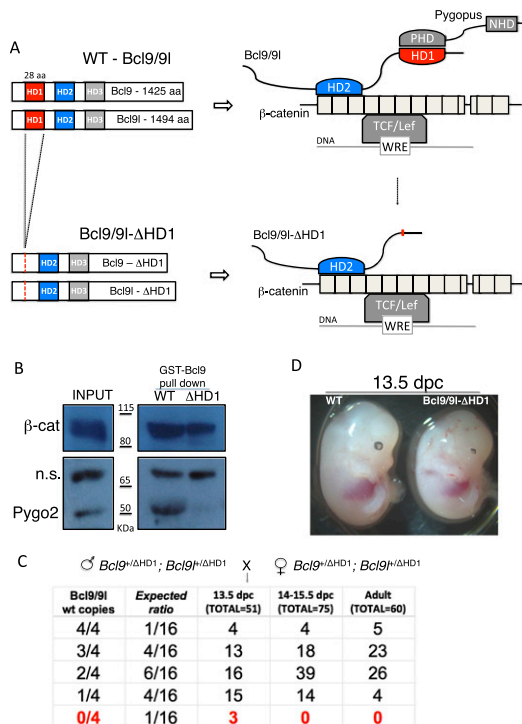 A
WT - Bcl9/9l
28 aa
HD1 HD2 HD3 Bcl9 - 1425 aa
HD1 HD2 HD3 Bcl9l - 1494 aa
Bcl9/9l-ΔHD1
HD2 HD3 Bcl9 – ΔHD1
HD2 HD3 Bcl9l - ΔHD1
Pygopus
NHD
PHD
HD1
Bcl9/9l
HD2
β-catenin
TCF/Lef
DNA
WRE
Bcl9/9l-ΔHD1
HD2
β-catenin
TCF/Lef
DNA
WRE
B
GST-Bcl9
pull down
INPUT WT ΔHD1
β-cat
115
80
n.s.
65
Pygo2
50
KDa
D
13.5 dpc
WT Bcl9/9l-ΔHD1
C
♂ Bcl9+/ΔHD1; Bcl9l+/ΔHD1 X ♀ Bcl9+/ΔHD1; Bcl9l+/ΔHD1
Bcl9/9l wt copies Expected ratio 13.5 dpc (TOTAL=51) 14-15.5 dpc (TOTAL=75) Adult (TOTAL=60)
4/4 1/16 4 4 5
3/4 4/16 13 18 23
2/4 6/16 16 39 26
1/4 4/16 15 14 4
0/4 1/16 3 0 0